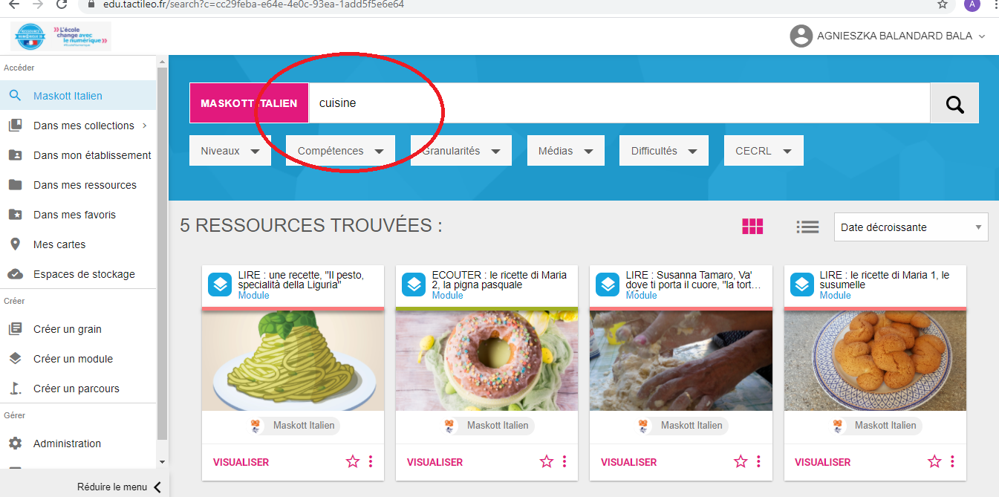 edu.tactileo.fr/search?c=cc29feba-e64e-4e0c-93ea-1add5f5e6e64
A
»L'école
change avec
le numérique»
AGNIESZKA BALANDARD BALA
Accéder
Maskott Italien
Dans mes collections
Dans mon établissement
Dans mes ressources
Dans mes favoris
Mes cartes
Espaces de stockage
Créer
Créer un grain
Créer un module
Créer un parcours
Gérer
Administration
Réduire le menu
MASKOTT ITALIEN
cuisine
Niveaux
Compétences
Granularités
Médias
Difficultés
CECRL
5 RESSOURCES TROUVÉES :
Date décroissante
LIRE : une recette, "Il pesto,
specialità della Liguria"
Module
Maskott Italien
VISUALISER
ECOUTER : le ricette di Maria
2, la pigna pasquale
Module
Maskott Italien
VISUALISER
LIRE : Susanna Tamaro, Va'
dove ti porta il cuore, "la tort...
Module
Maskott Italien
VISUALISER
LIRE : le ricette di Maria 1, le
susumelle
Module
Maskott Italien
VISUALISER